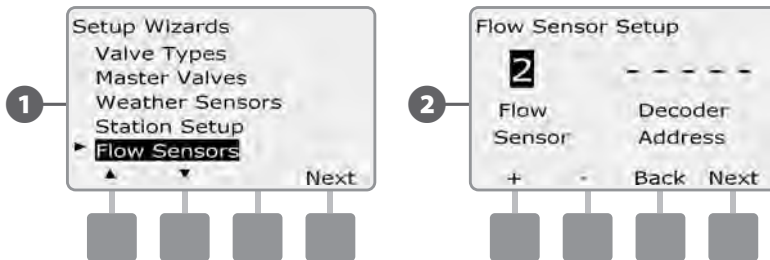 1
Setup Wizards
Valve Types
Master Valves
Weather Sensors
Station Setup
Flow Sensors
Next
2
Flow Sensor Setup
2 - - - - -
Flow Decoder
Sensor Address
+ - Back Next